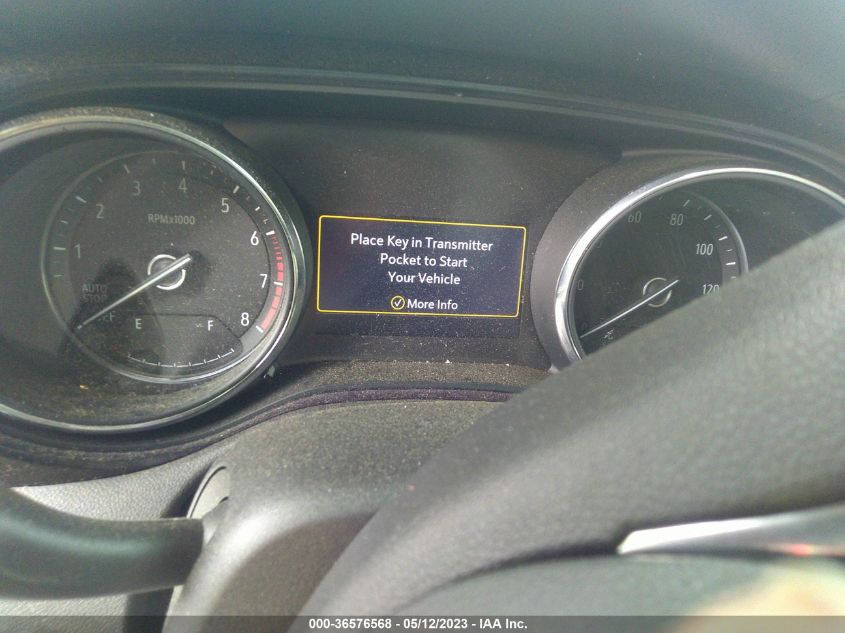 1 2 3 4 5 6 7 8
RPMx1000
AUTO
STOP
E F
Place Key in Transmitter
Pocket to Start
Your Vehicle
More Info
60 80 100 120
000-36576568 - 05/12/2023 - IAA Inc.